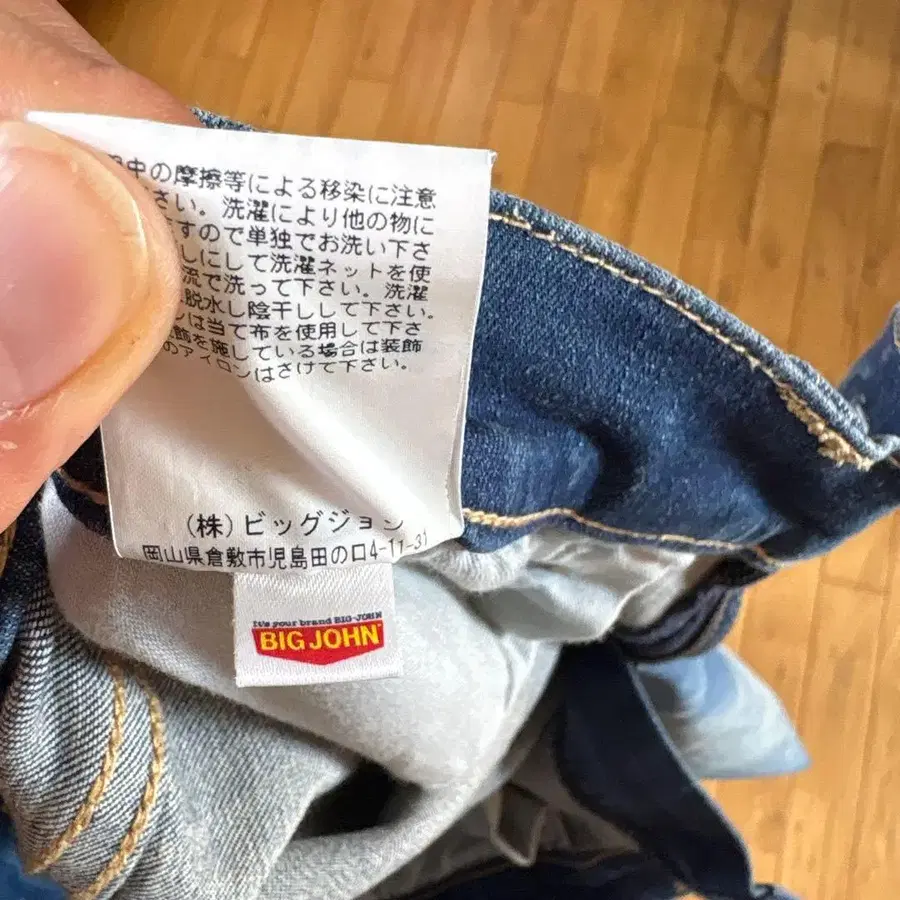 中の摩擦等による移染に注意
さい。洗濯により他の物に
すので単独でお洗い下さ
しにして洗濯ネットを使
流で洗って下さい。洗濯
脱水し陰干しして下さい。
ンは当て布を使用して下さ
飾を施している場合は装飾
のアイロンはさけて下さい。
(株)ビッグジョン
岡山県倉敷市児島田の口4-17-31
It's your brand BIG-JOHN
BIG JOHN